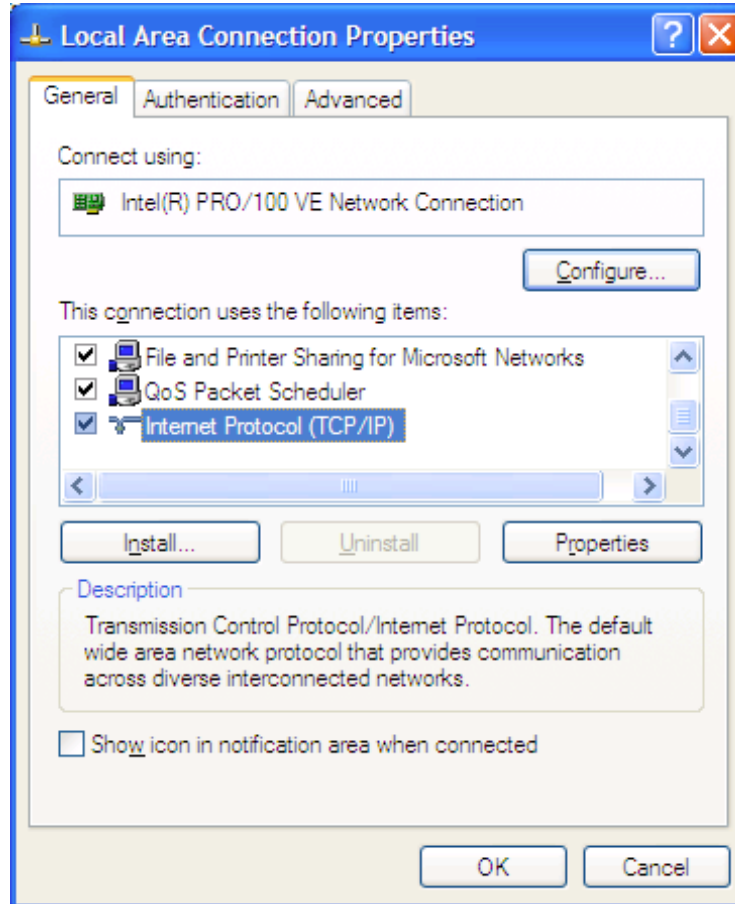 Local Area Connection Properties
General Authentication Advanced
Connect using:
Intel(R) PRO/100 VE Network Connection
Configure...
This connection uses the following items:
File and Printer Sharing for Microsoft Networks
QoS Packet Scheduler
Internet Protocol (TCP/IP)
Install... Uninstall Properties
Description
Transmission Control Protocol/Internet Protocol. The default
wide area network protocol that provides communication
across diverse interconnected networks.
Show icon in notification area when connected
OK Cancel